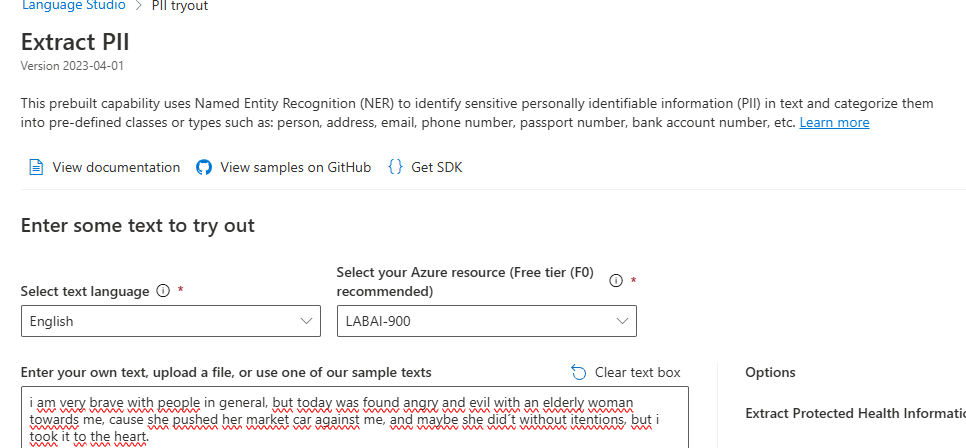 Language Studio > PII tryout
Extract PII
Version 2023-04-01
This prebuilt capability uses Named Entity Recognition (NER) to identify sensitive personally identifiable information (PII) in text and categorize them
into pre-defined classes or types such as: person, address, email, phone number, passport number, bank account number, etc. Learn more
View documentation View samples on GitHub {} Get SDK
Enter some text to try out
Select your Azure resource (Free tier (F0)
recommended) *
Select text language *
English LABAI-900
Enter your own text, upload a file, or use one of our sample texts Clear text box Options
i am very brave with people in general, but today was found angry and evil with an elderly woman
towards me, cause she pushed her market car against me, and maybe she did´t without itentions, but i
took it to the heart.
Extract Protected Health Informatic